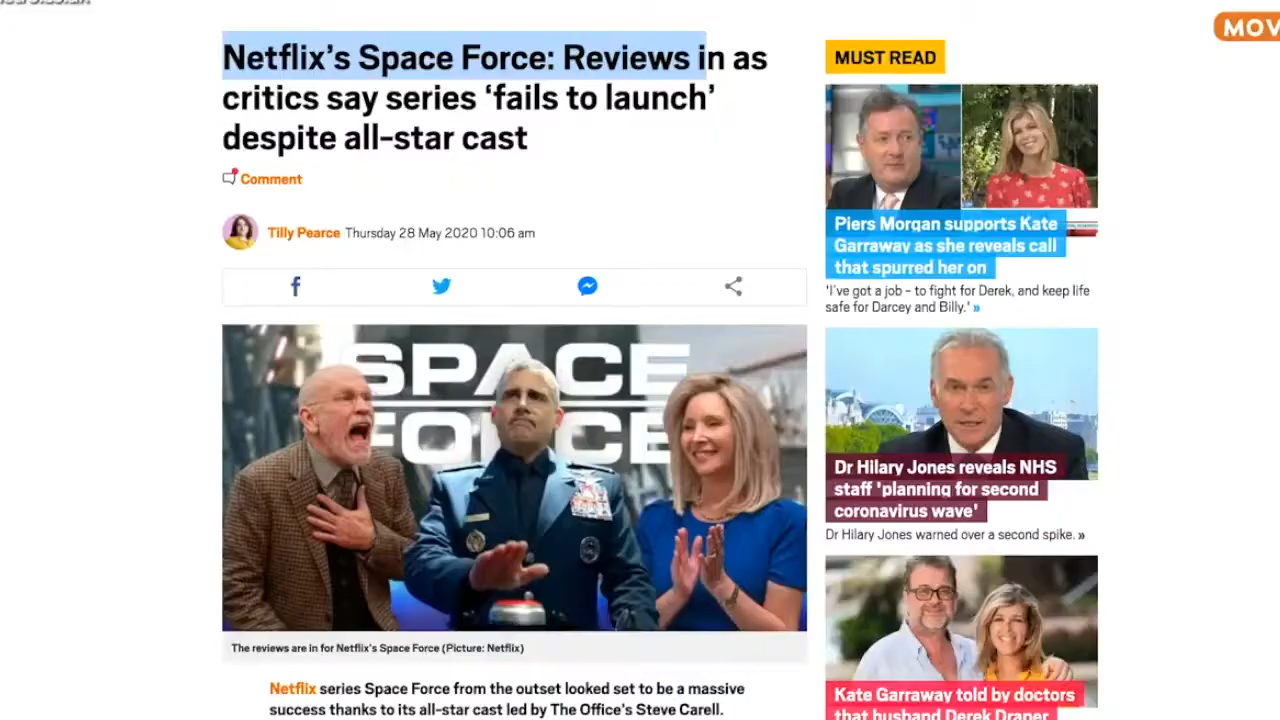 MOV
Netflix's Space Force: Reviews in as
critics say series 'fails to launch'
despite all-star cast
Comment
Tilly Pearce Thursday 28 May 2020 10:06 am
SPACE
FORCE
The reviews are in for Netflix's Space Force (Picture: Netflix)
Netflix series Space Force from the outset looked set to be a massive
success thanks to its all-star cast led by The Office's Steve Carell.
MUST READ
Piers Morgan supports Kate
Garraway as she reveals call
that spurred her on
'I've got a job – to fight for Derek, and keep life
safe for Darcey and Billy.' »
Dr Hilary Jones reveals NHS
staff 'planning for second
coronavirus wave'
Dr Hilary Jones warned over a second spike. »
Kate Garraway told by doctors
that husband Derek Draper